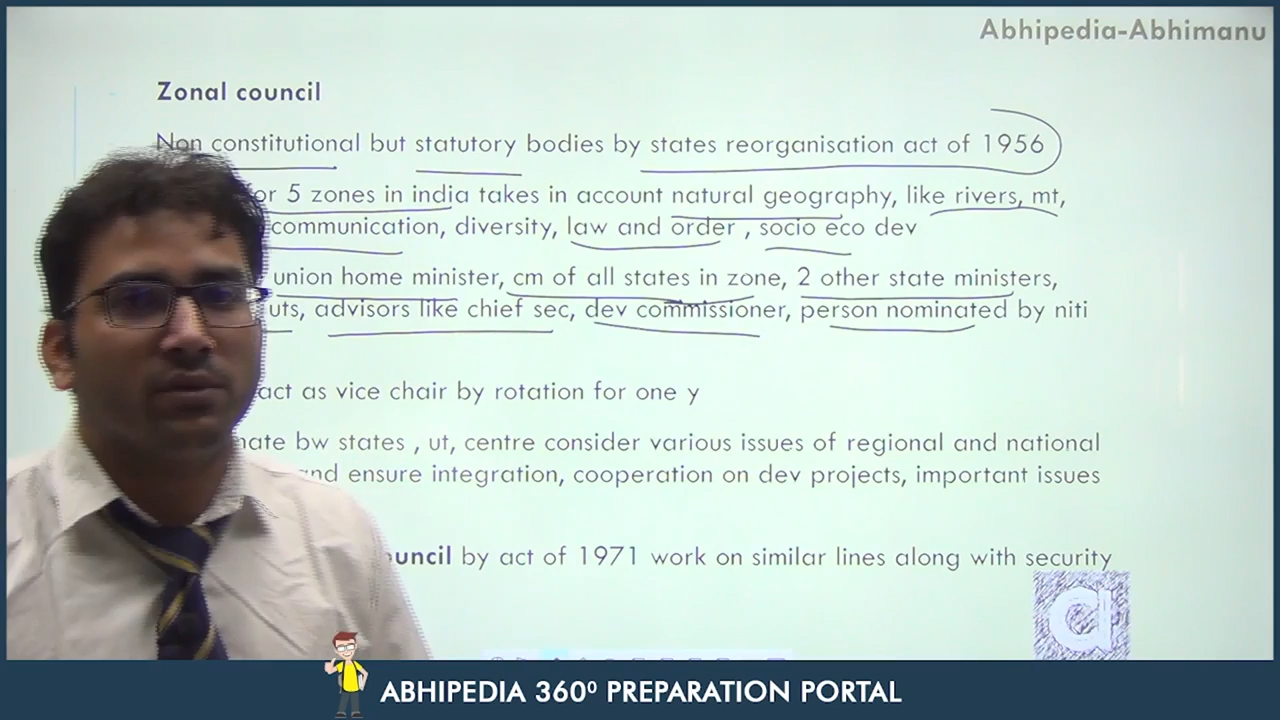 Abhipedia-Abhimanu
Zonal council
Non constitutional but statutory bodies by states reorganisation act of 1956
or 5 zones in india takes in account natural geography, like rivers, mt,
communication, diversity, law and order , socio eco dev
union home minister, cm of all states in zone, 2 other state ministers,
uts, advisors like chief sec, dev commissioner, person nominated by niti
act as vice chair by rotation for one y
nate bw states , ut, centre consider various issues of regional and national
nd ensure integration, cooperation on dev projects, important issues
uncil by act of 1971 work on similar lines along with security
a
ABHIPEDIA 360⁰ PREPARATION PORTAL